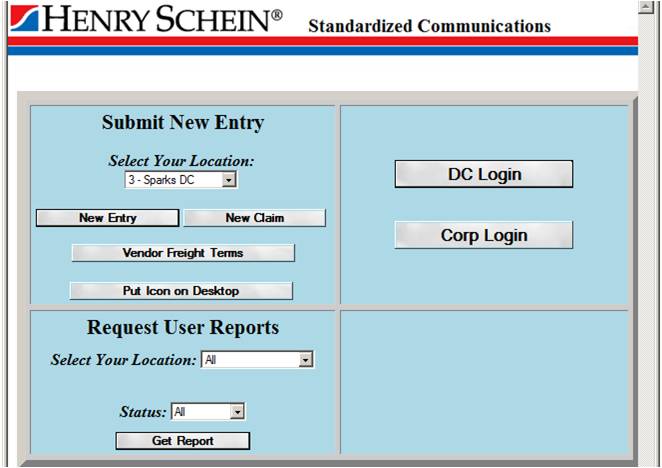 HENRY SCHEIN® Standardized Communications
Submit New Entry
Select Your Location:
3 - Sparks DC
New Entry New Claim
Vendor Freight Terms
Put Icon on Desktop
DC Login
Corp Login
Request User Reports
Select Your Location: All
Status: All
Get Report